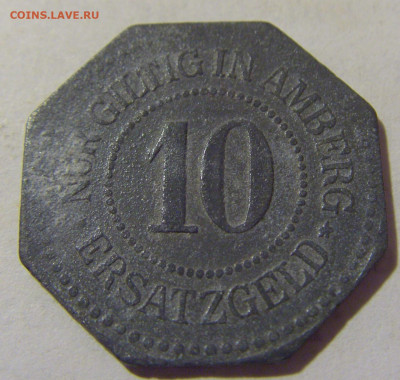 COINS.LAVE.RU
NUR GILTIG IN AMBERG
10
* ERSATZGELD